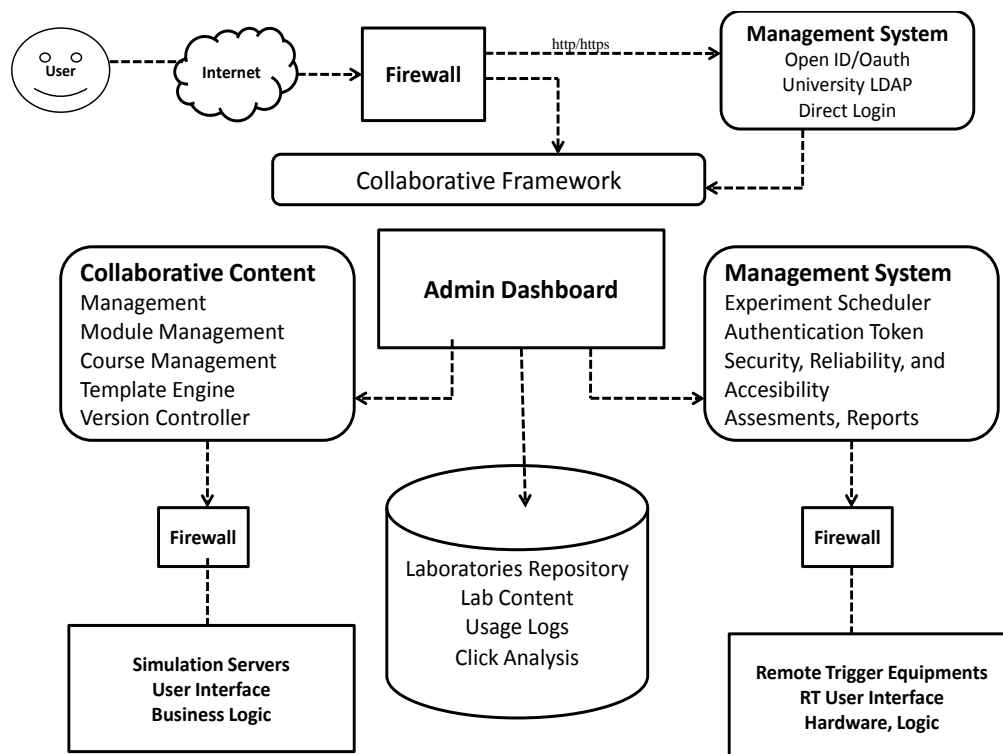 User
Internet
Firewall
http/https
Management System
Open ID/Oauth
University LDAP
Direct Login
Collaborative Framework
Collaborative Content
Management
Module Management
Course Management
Template Engine
Version Controller
Admin Dashboard
Management System
Experiment Scheduler
Authentication Token
Security, Reliability, and
Accesibility
Assesments, Reports
Firewall
Firewall
Laboratories Repository
Lab Content
Usage Logs
Click Analysis
Simulation Servers
User Interface
Business Logic
Remote Trigger Equipments
RT User Interface
Hardware, Logic